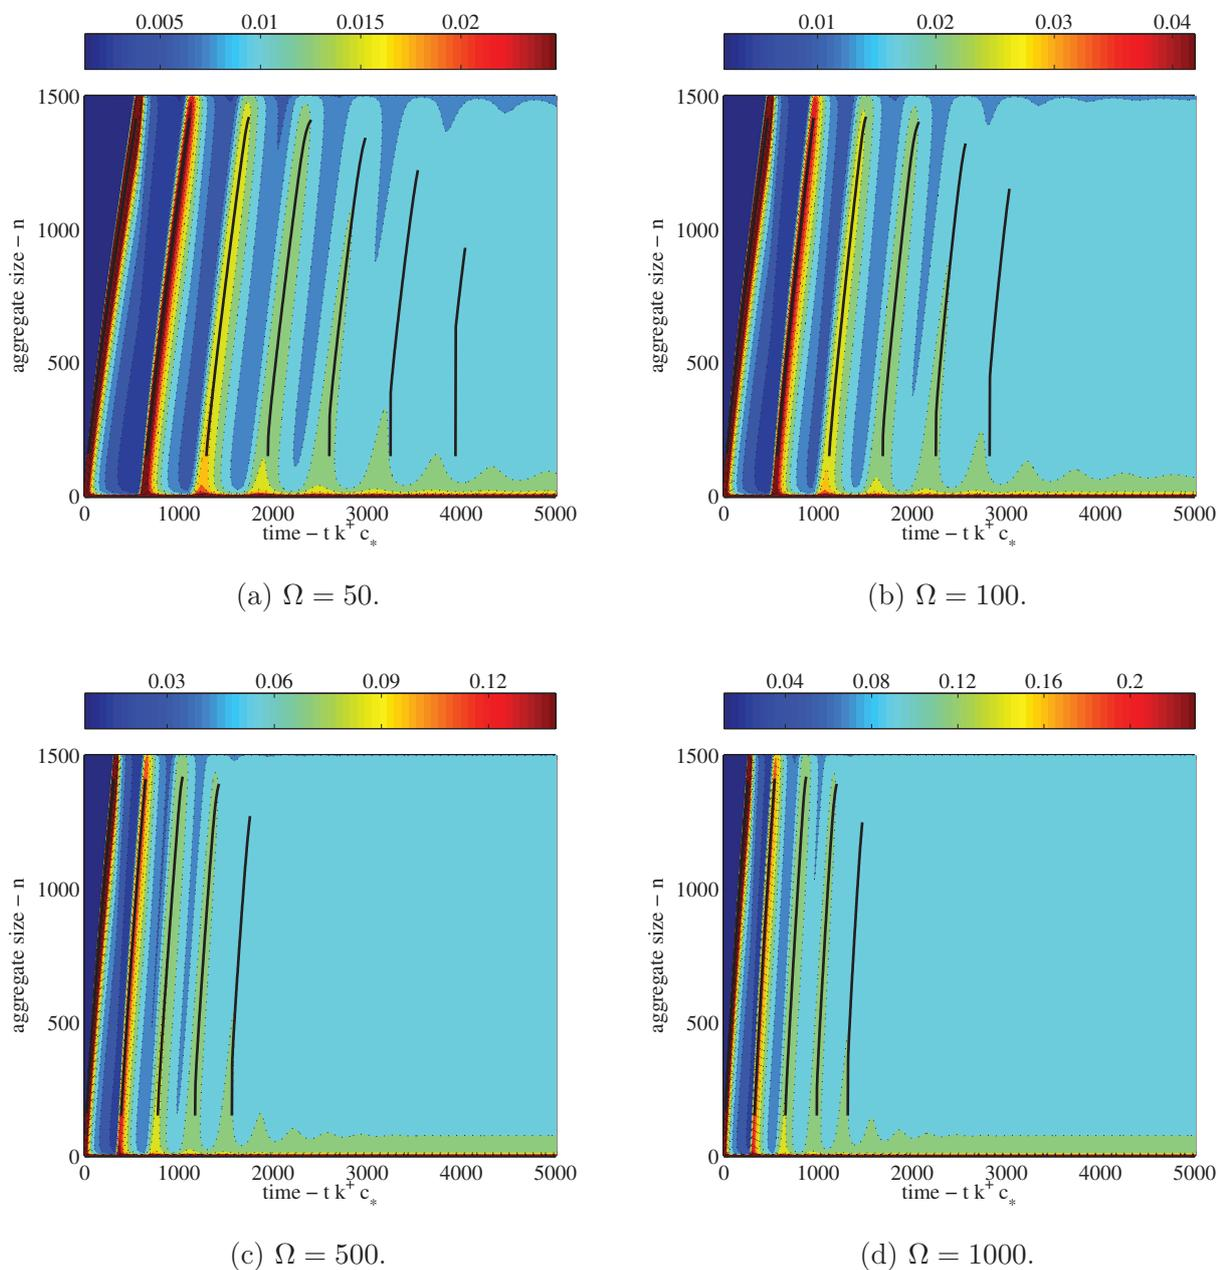 0.005 0.01 0.015 0.02
0.01 0.02 0.03 0.04
1500
1000
500
0
aggregate size – n
0 1000 2000 3000 4000 5000
time – t k⁺ c*
1500
1000
500
0
aggregate size – n
0 1000 2000 3000 4000 5000
time – t k⁺ c*
(a) Ω = 50.
(b) Ω = 100.
0.03 0.06 0.09 0.12
0.04 0.08 0.12 0.16 0.2
1500
1000
500
0
aggregate size – n
0 1000 2000 3000 4000 5000
time – t k⁺ c*
1500
1000
500
0
aggregate size – n
0 1000 2000 3000 4000 5000
time – t k⁺ c*
(c) Ω = 500.
(d) Ω = 1000.